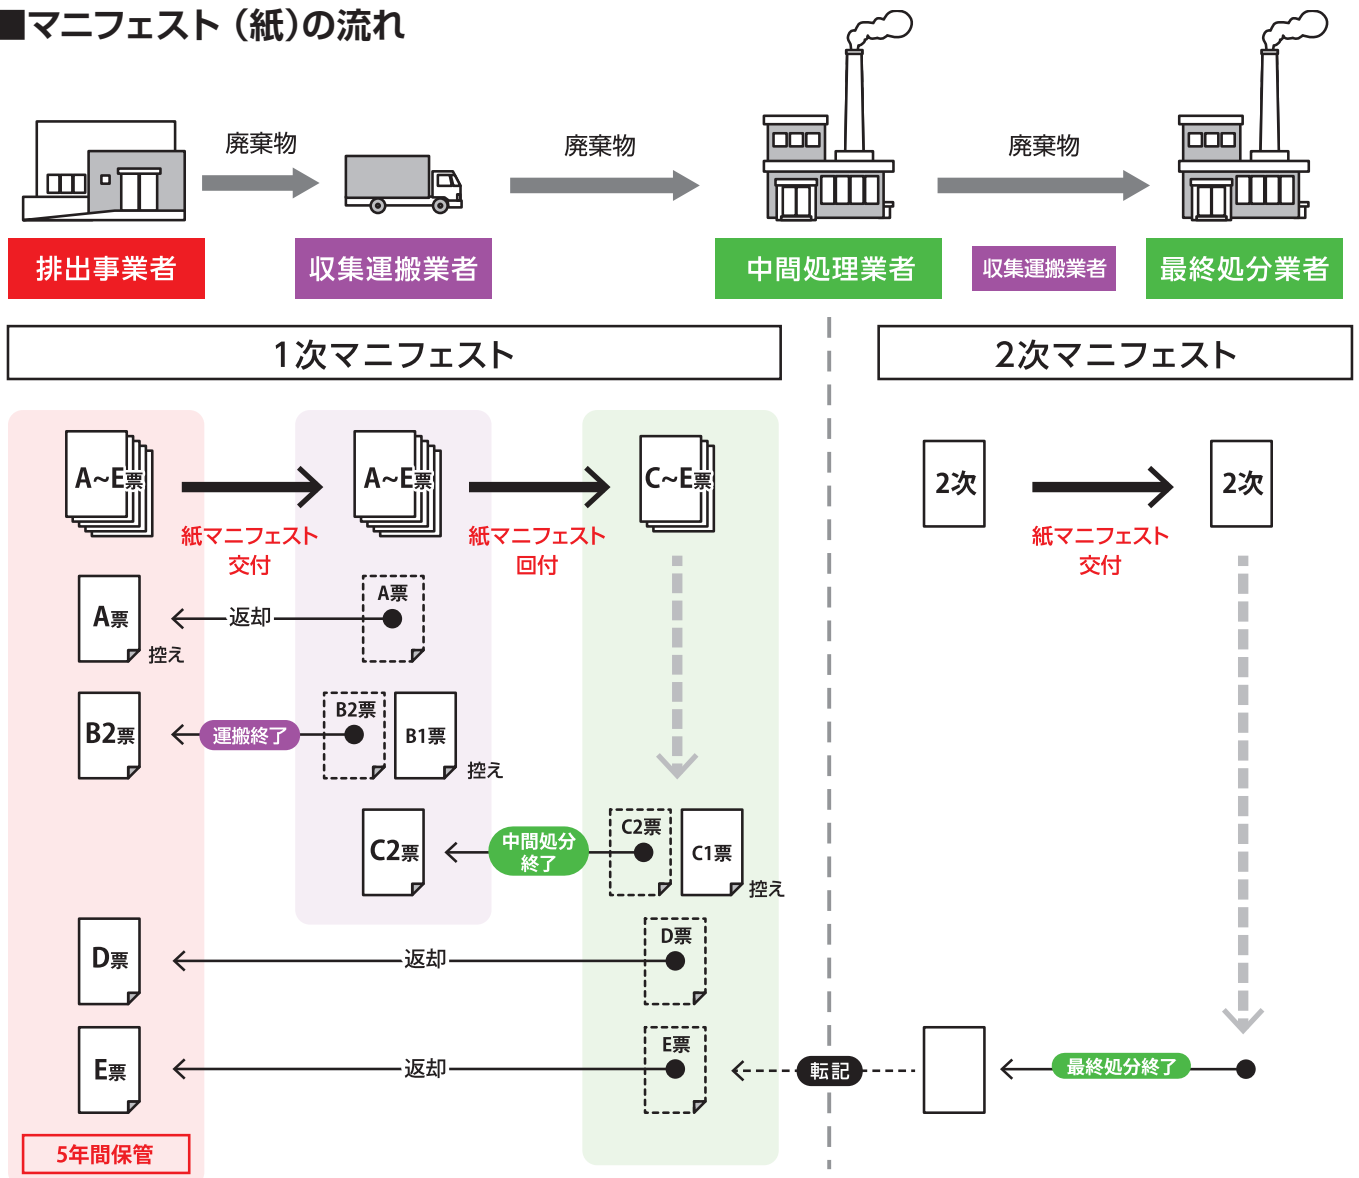 ■マニフェスト（紙）の流れ
廃棄物
廃棄物
廃棄物
排出事業者
収集運搬業者
中間処理業者
収集運搬業者
最終処分業者
1次マニフェスト
2次マニフェスト
A～E票
A～E票
C～E票
2次
2次
紙マニフェスト
交付
紙マニフェスト
回付
紙マニフェスト
交付
A票
控え
返却
A票
B2票
運搬終了
B2票
B1票
控え
C2票
中間処分
終了
C2票
C1票
控え
D票
返却
D票
E票
返却
E票
転記
最終処分終了
5年間保管